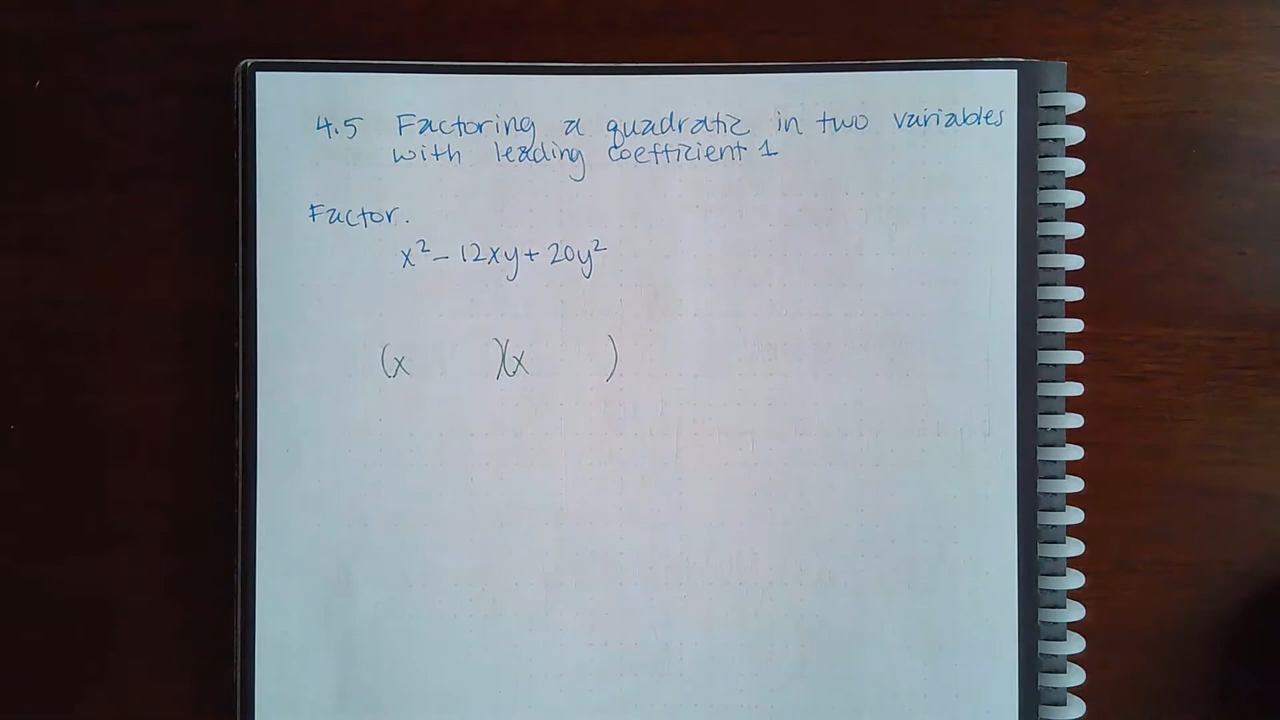 4.5 Factoring a quadratic in two variables
with leading coefficient 1
Factor.
x² - 12xy + 20y²
(x )(x )